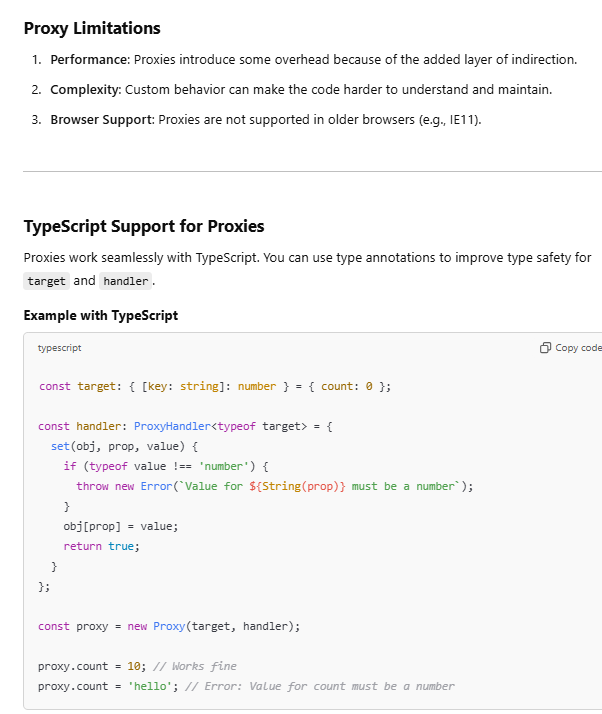 Proxy Limitations
1. Performance: Proxies introduce some overhead because of the added layer of indirection.
2. Complexity: Custom behavior can make the code harder to understand and maintain.
3. Browser Support: Proxies are not supported in older browsers (e.g., IE11).
TypeScript Support for Proxies
Proxies work seamlessly with TypeScript. You can use type annotations to improve type safety for
target and handler.
Example with TypeScript
typescript Copy code
const target: { [key: string]: number } = { count: 0 };
const handler: ProxyHandler<typeof target> = {
  set(obj, prop, value) {
    if (typeof value !== 'number') {
      throw new Error(`Value for ${String(prop)} must be a number`);
    }
    obj[prop] = value;
    return true;
  }
};
const proxy = new Proxy(target, handler);
proxy.count = 10; // Works fine
proxy.count = 'hello'; // Error: Value for count must be a number